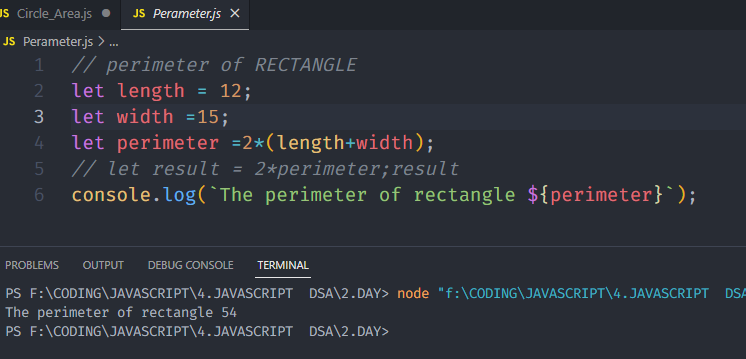 JS Circle_Area.js ● JS Perameter.js ×
JS Perameter.js > ...
1 // perimeter of RECTANGLE
2 let length = 12;
3 let width =15;
4 let perimeter =2*(length+width);
5 // let result = 2*perimeter;result
6 console.log(`The perimeter of rectangle ${perimeter}`);
PROBLEMS OUTPUT DEBUG CONSOLE TERMINAL
PS F:\CODING\JAVASCRIPT\4.JAVASCRIPT  DSA\2.DAY> node "f:\CODING\JAVASCRIPT\4.JAVASCRIPT  DSA
The perimeter of rectangle 54
PS F:\CODING\JAVASCRIPT\4.JAVASCRIPT  DSA\2.DAY>